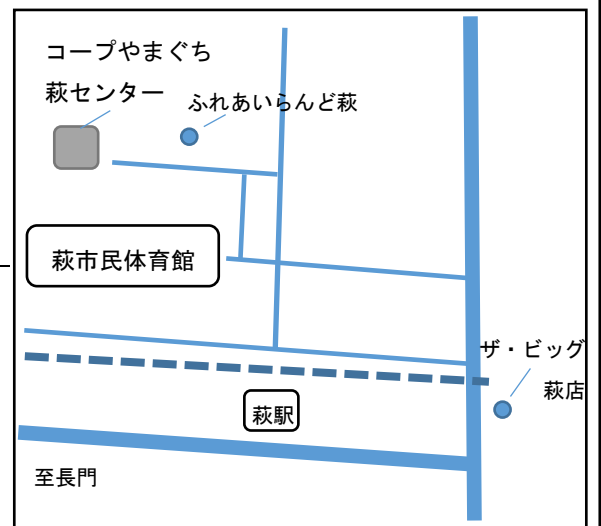 コープやまぐち
萩センター
ふれあいらんど萩
萩市民体育館
ザ・ビッグ
萩店
萩駅
至長門